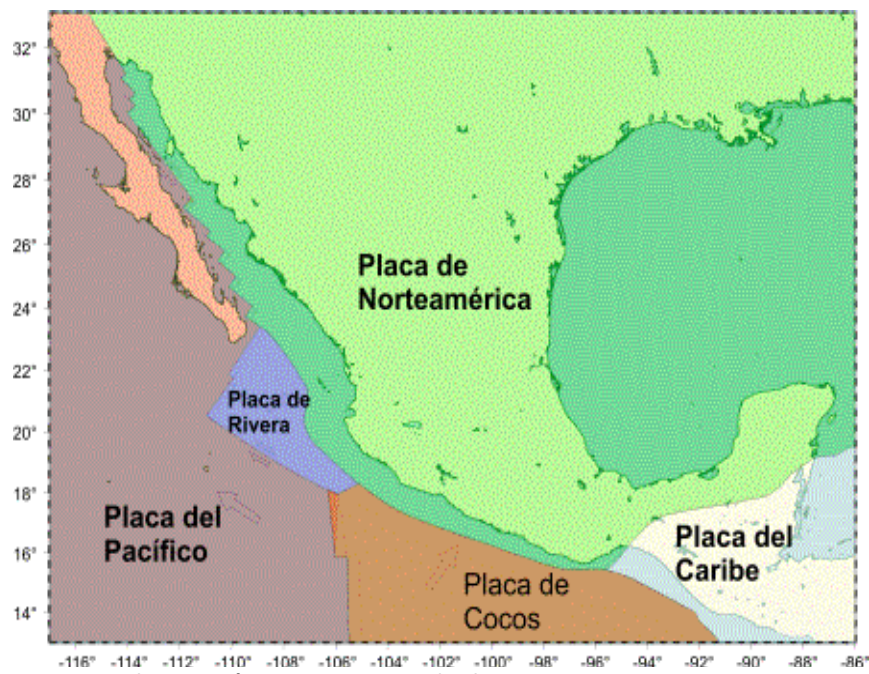 32°
30°
28°
26°
24°
22°
20°
18°
16°
14°
Placa de
Norteamérica
Placa de
Rivera
Placa del
Pacífico
Placa de
Cocos
Placa del
Caribe
-116° -114° -112° -110° -108° -106° -104° -102° -100° -98° -96° -94° -92° -90° -88° -86°